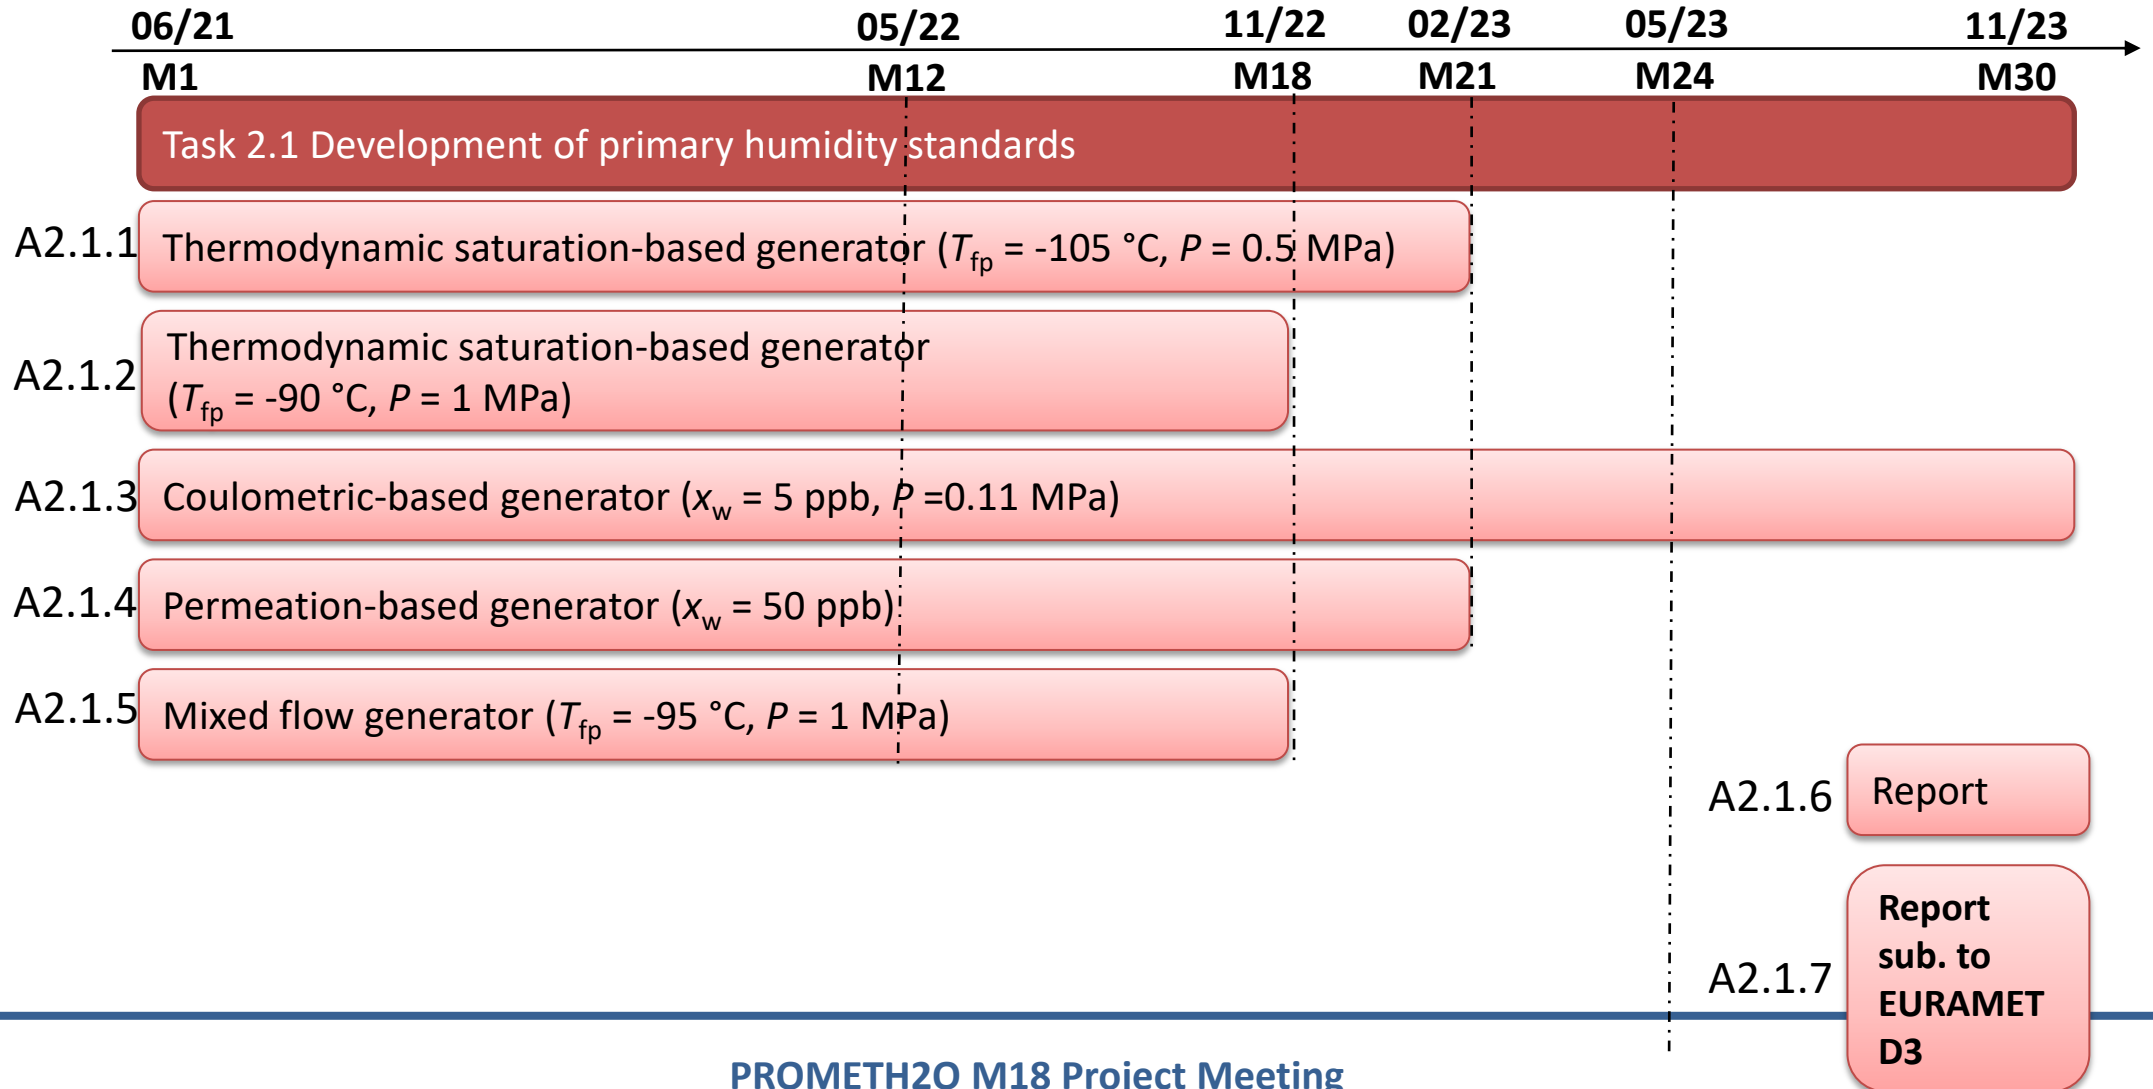 06/21 05/22 11/22 02/23 05/23 11/23
M1 M12 M18 M21 M24 M30
Task 2.1 Development of primary humidity standards
A2.1.1 Thermodynamic saturation-based generator (Tfp = -105 °C, P = 0.5 MPa)
A2.1.2 Thermodynamic saturation-based generator
(Tfp = -90 °C, P = 1 MPa)
A2.1.3 Coulometric-based generator (xw = 5 ppb, P =0.11 MPa)
A2.1.4 Permeation-based generator (xw = 50 ppb)
A2.1.5 Mixed flow generator (Tfp = -95 °C, P = 1 MPa)
A2.1.6 Report
A2.1.7 Report
sub. to
EURAMET
D3
PROMETH2O M18 Project Meeting